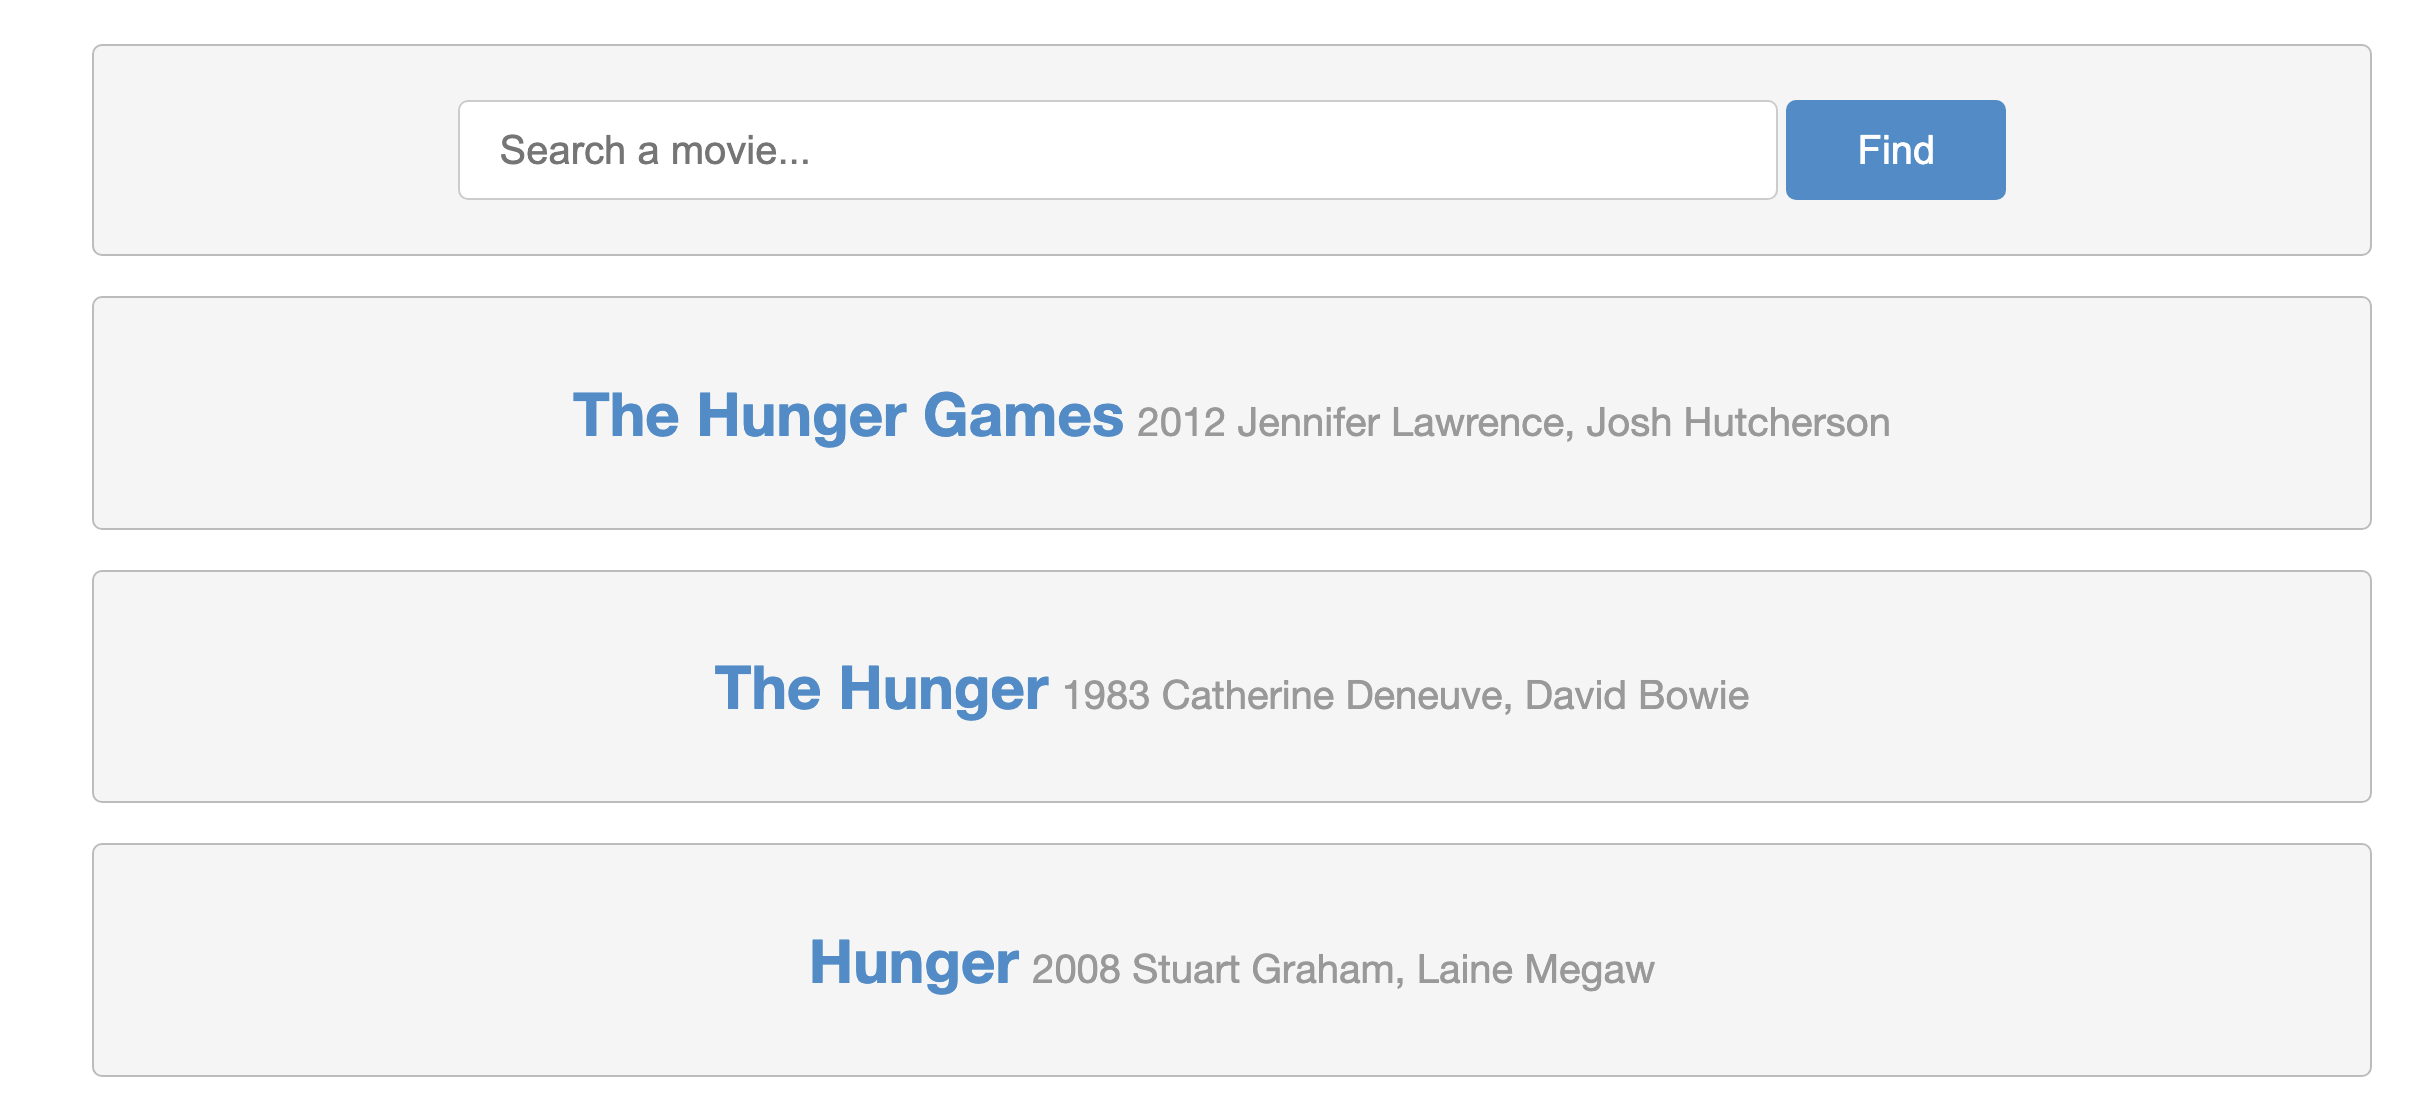 Search a movie...
Find
The Hunger Games 2012 Jennifer Lawrence, Josh Hutcherson
The Hunger 1983 Catherine Deneuve, David Bowie
Hunger 2008 Stuart Graham, Laine Megaw